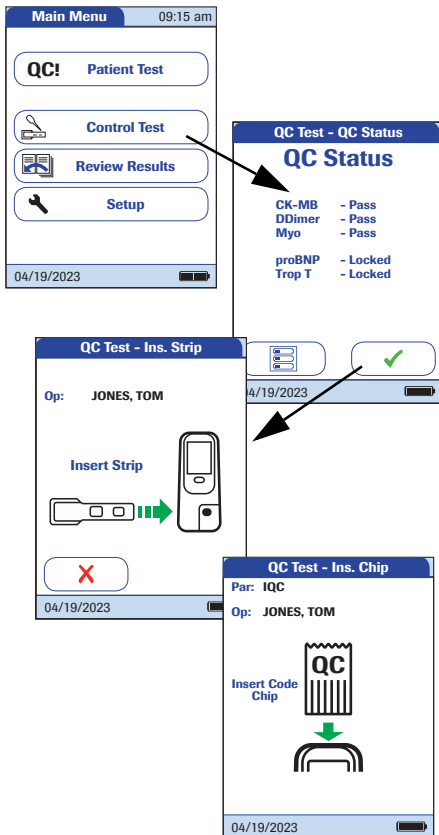 Main Menu 09:15 am
QC! Patient Test
Control Test
Review Results
Setup
04/19/2023
QC Test - QC Status
QC Status
CK-MB - Pass
DDimer - Pass
Myo - Pass
proBNP - Locked
Trop T - Locked
04/19/2023
QC Test - Ins. Strip
Op: JONES, TOM
Insert Strip
04/19/2023
QC Test - Ins. Chip
Par: IQC
Op: JONES, TOM
QC
Insert Code
Chip
04/19/2023